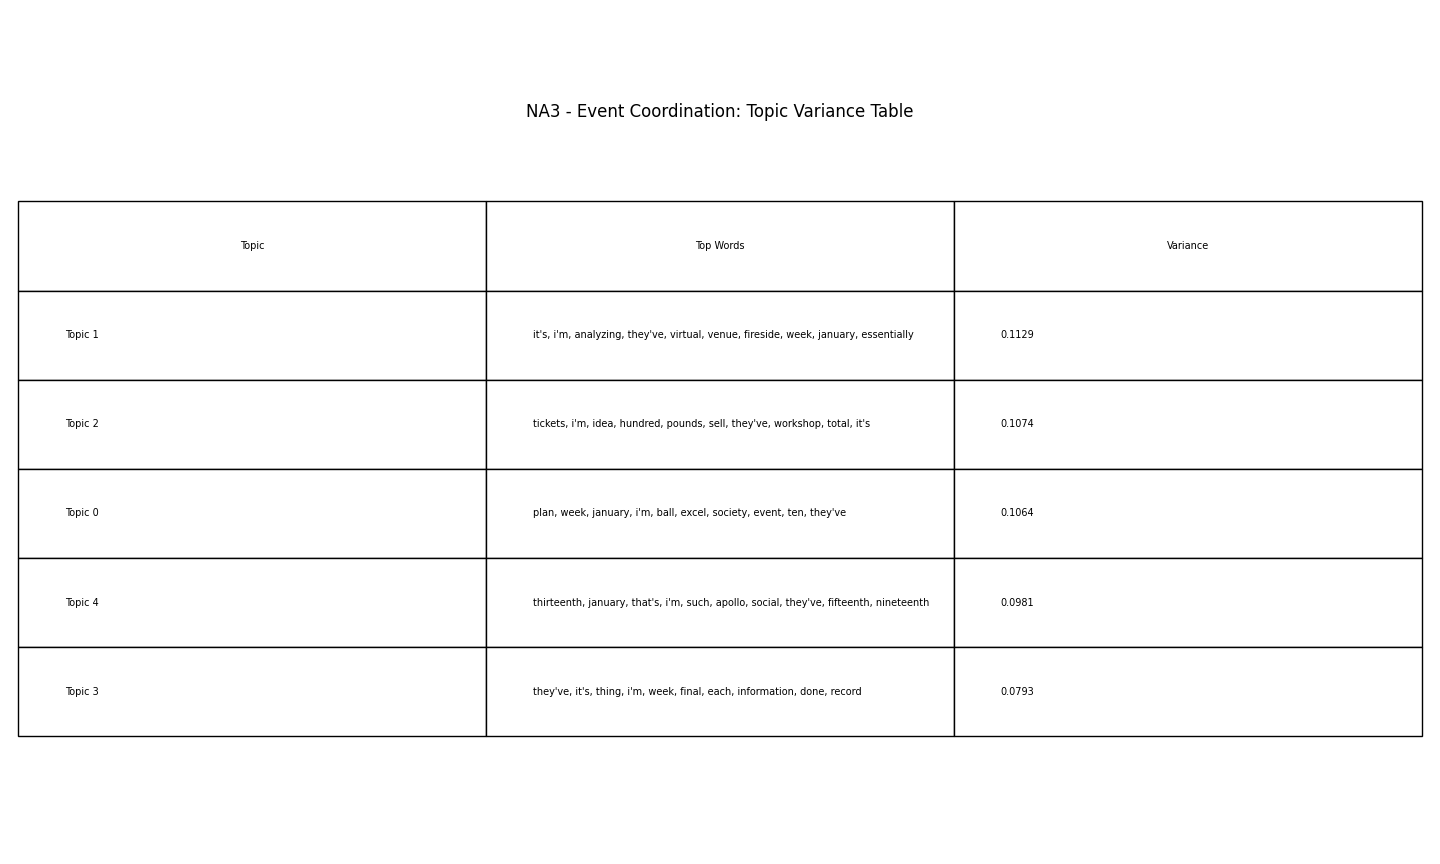 NA3 - Event Coordination: Topic Variance Table
Topic Top Words Variance
Topic 1 it's, i'm, analyzing, they've, virtual, venue, fireside, week, january, essentially 0.1129
Topic 2 tickets, i'm, idea, hundred, pounds, sell, they've, workshop, total, it's 0.1074
Topic 0 plan, week, january, i'm, ball, excel, society, event, ten, they've 0.1064
Topic 4 thirteenth, january, that's, i'm, such, apollo, social, they've, fifteenth, nineteenth 0.0981
Topic 3 they've, it's, thing, i'm, week, final, each, information, done, record 0.0793